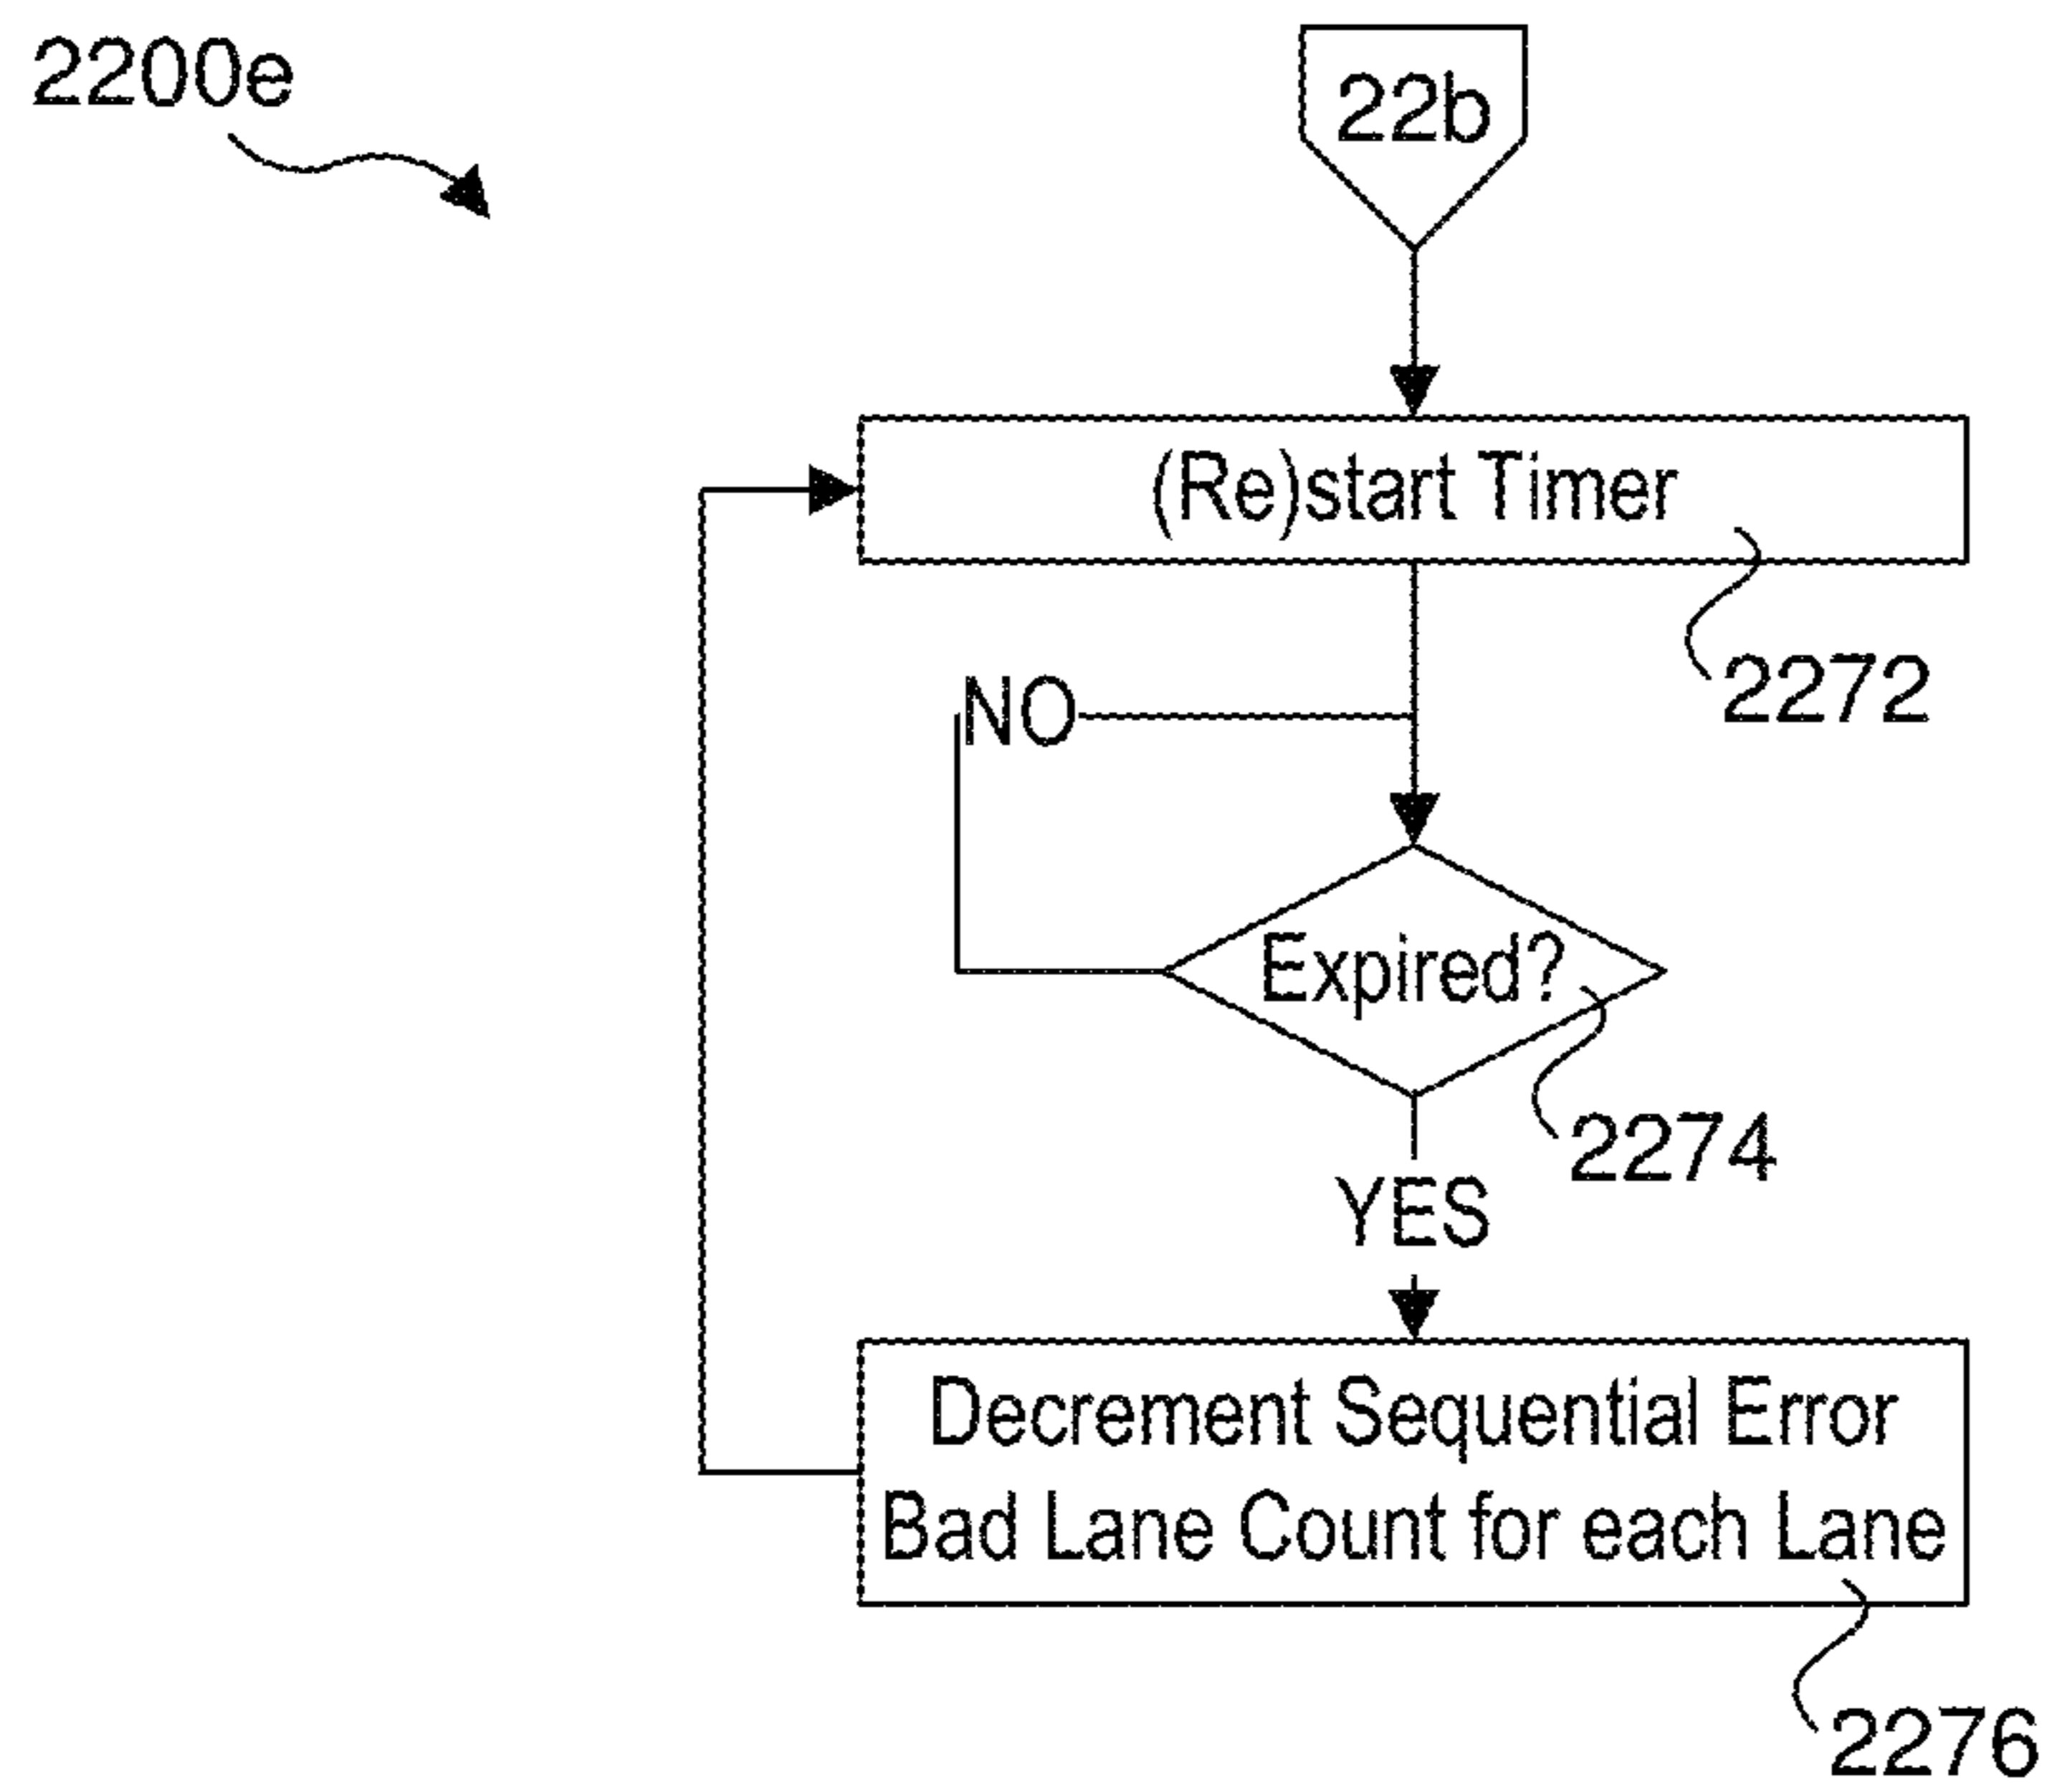 2200e
22b
(Re)start Timer
2272
NO
Expired?
2274
YES
Decrement Sequential Error
Bad Lane Count for each Lane
2276